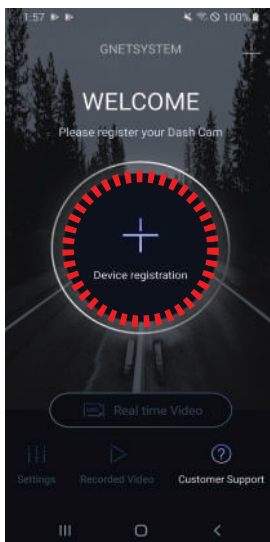 1:57 100%
GNETSYSTEM
WELCOME
Please register your Dash Cam
Device registration
Real time Video
Settings Recorded Video Customer Support